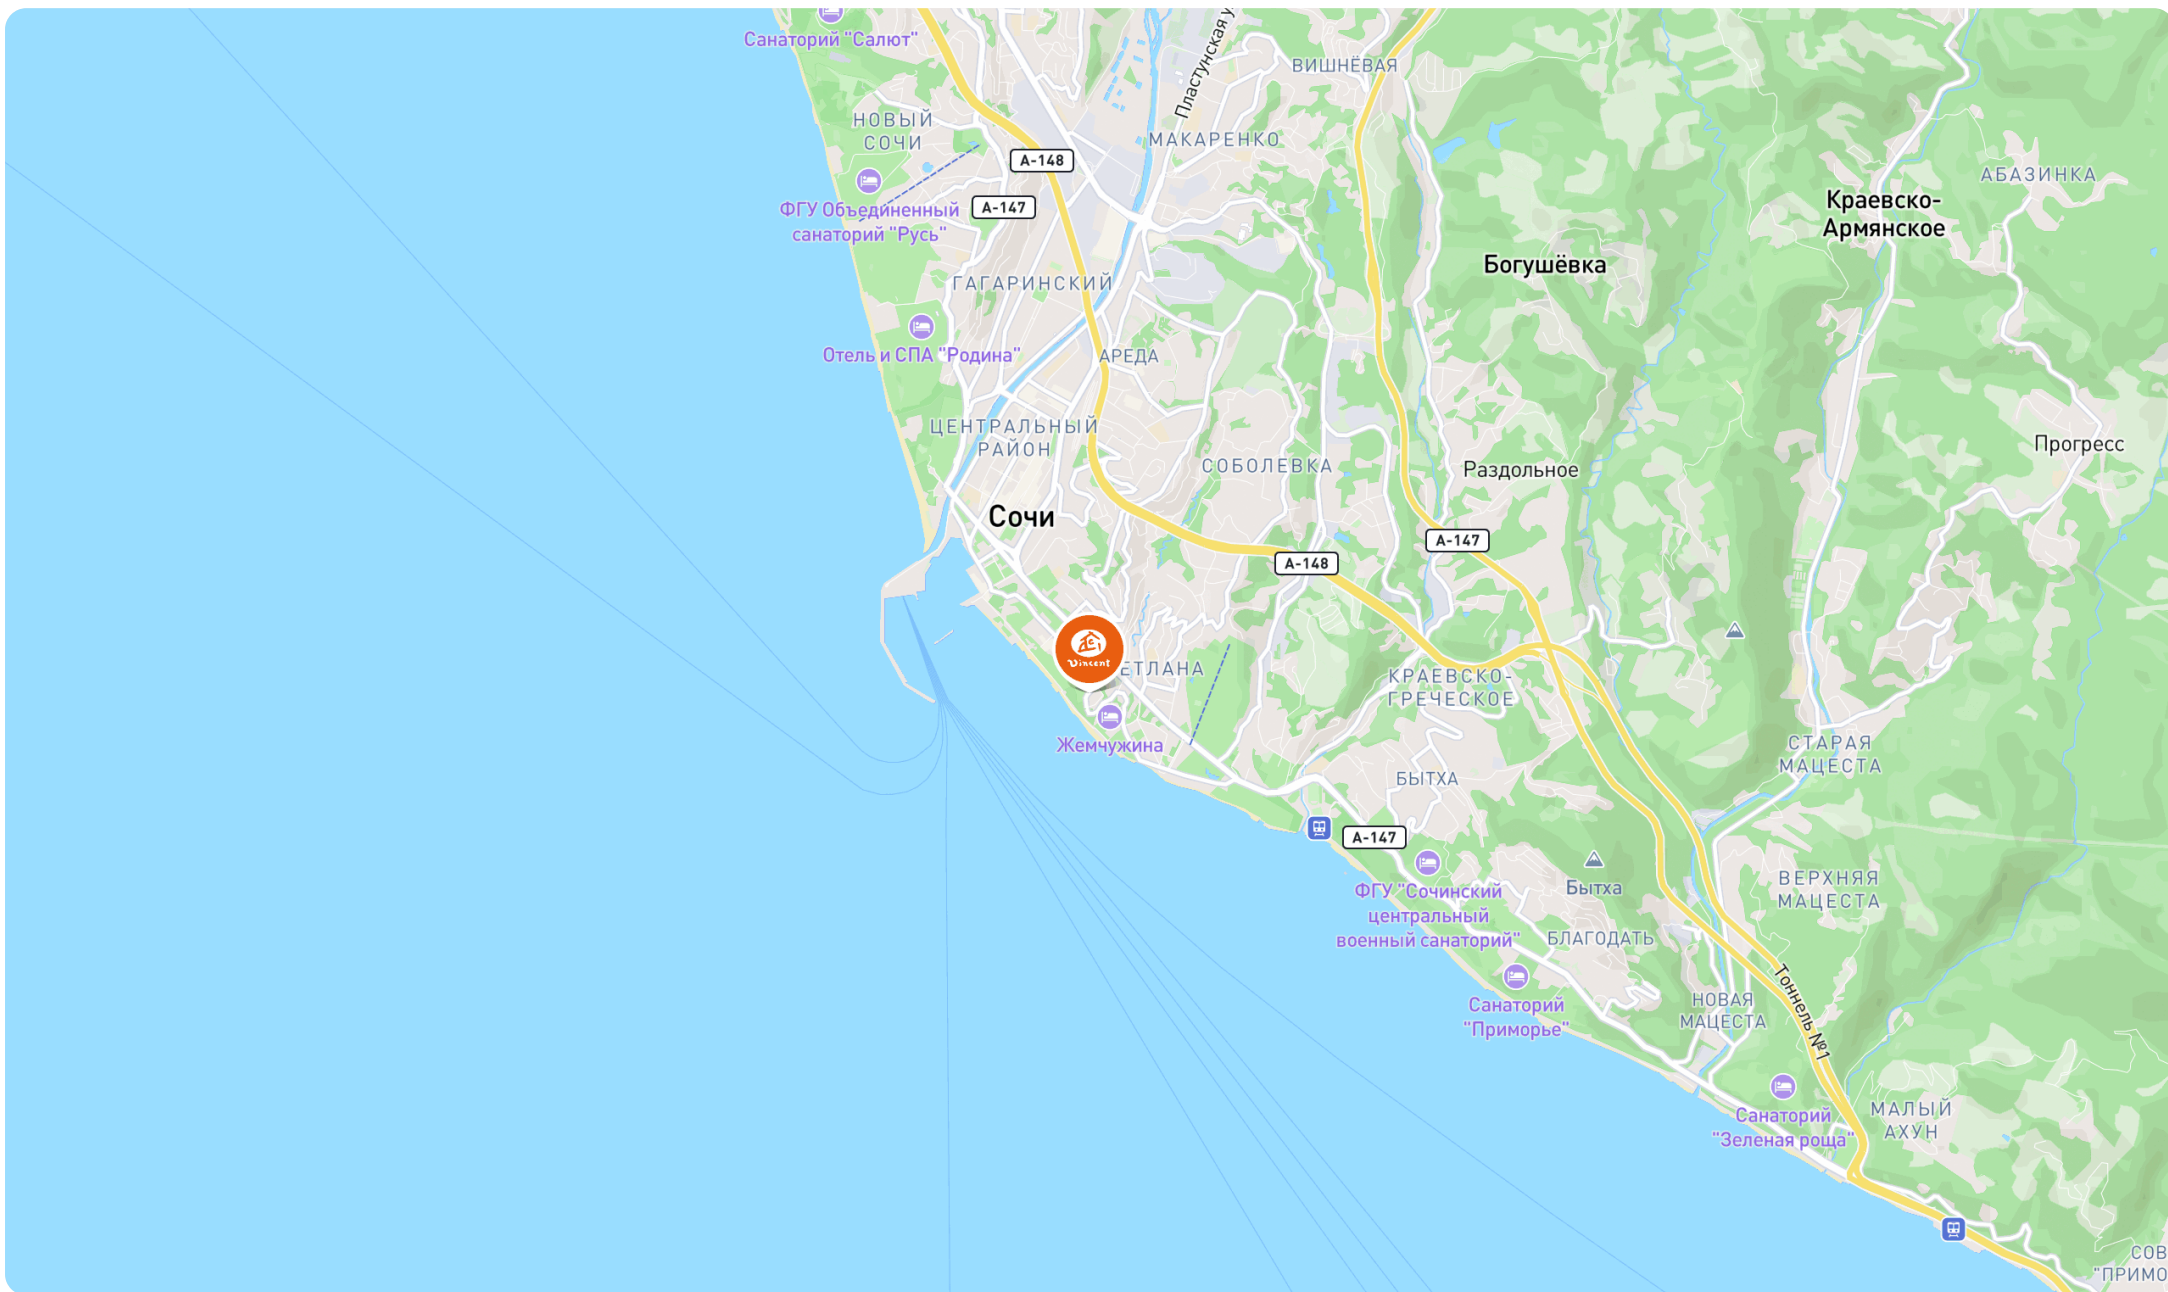 Санаторий "Салют"
Пластунская у
ВИШНЁВАЯ
НОВЫЙ
СОЧИ
МАКАРЕНКО
А-148
А-147
АБАЗИНКА
Краевско-
Армянское
ФГУ Объединенный
санаторий "Русь"
Богушёвка
ГАГАРИНСКИЙ
Отель и СПА "Родина"
АРЕДА
ЦЕНТРАЛЬНЫЙ
РАЙОН
СОБОЛЕВКА
Раздольное
Прогресс
Сочи
А-147
А-148
Vincent
ЕТЛАНА
КРАЕВСКО-
ГРЕЧЕСКОЕ
Жемчужина
СТАРАЯ
МАЦЕСТА
БЫТХА
А-147
Бытха
ВЕРХНЯЯ
МАЦЕСТА
ФГУ "Сочинский
центральный
военный санаторий"
БЛАГОДАТЬ
Санаторий
"Приморье"
НОВАЯ
МАЦЕСТА
Тоннель №1
Санаторий
"Зеленая роща"
МАЛЫЙ
АХУН
СОВ
"ПРИМО